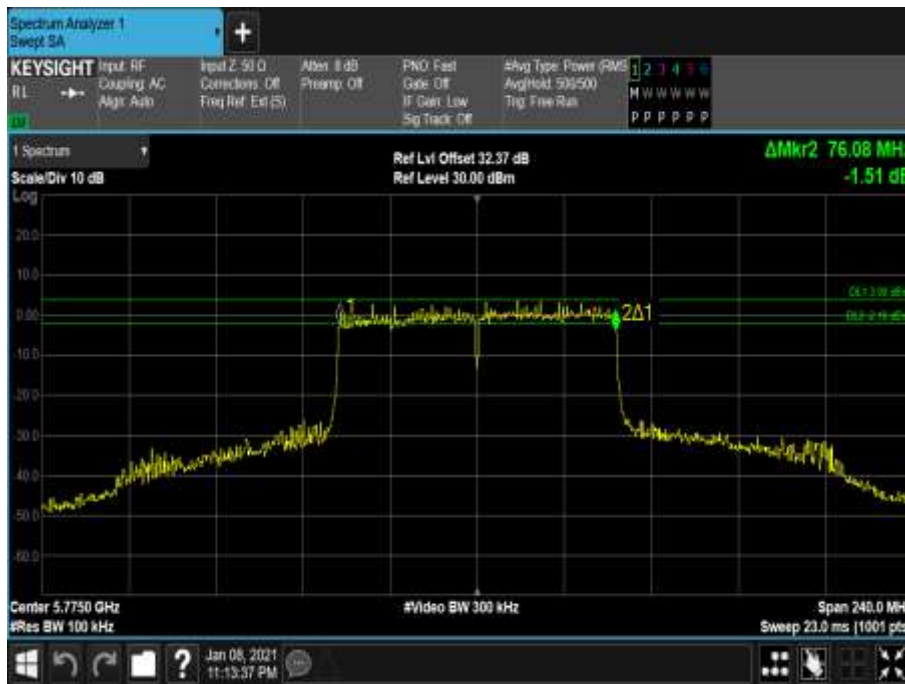 Spectrum Analyzer 1
Swept SA
+
KEYSIGHT Input: RF
RL
Coupling: AC
Align: Auto
Input Z: 50 Ω
Corrections: Off
Freq Ref: Ext (S)
Atten: 8 dB
Preamp: Off
PNO: Fast
Gate: Off
IF Gain: Low
Sig Track: Off
#Avg Type: Power (RMS
Avg|Hold: 500/500
Trig: Free Run
1 2 3 4 5 6
M W W W W W
P P P P P P
1 Spectrum
Scale/Div 10 dB
Log
Ref Lvl Offset 32.37 dB
Ref Level 30.00 dBm
ΔMkr2 76.08 MH
-1.51 dB
20.0
10.0
0.00
-10.0
-20.0
-30.0
-40.0
-50.0
-60.0
2Δ1
Center 5.7750 GHz
#Res BW 100 kHz
#Video BW 300 kHz
Span 240.0 MH
Sweep 23.0 ms (1001 pts
?
Jan 08, 2021
11:13:37 PM